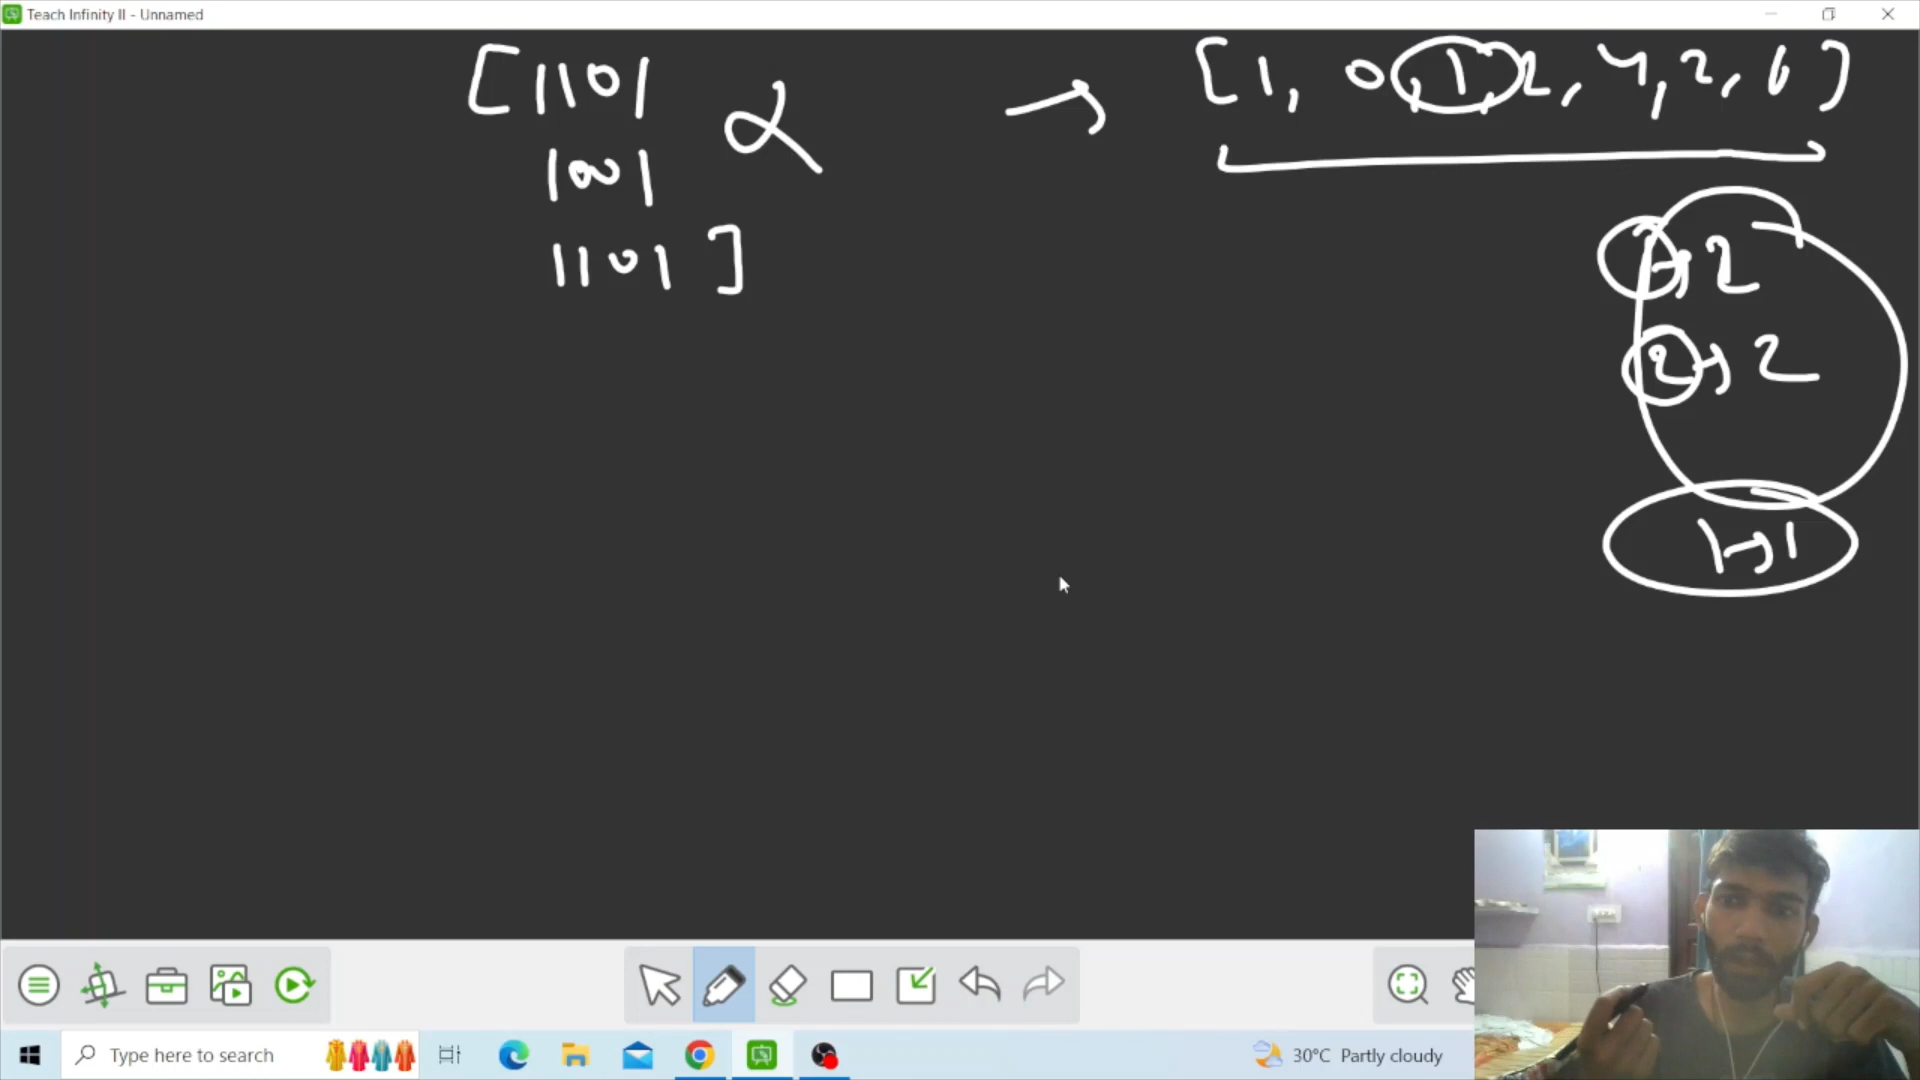 Teach Infinity II - Unnamed
[1101 → [1, 0, 1, 2, 4, 2, 6]
1001
1101 ]
, 2
2 → 2
1 → 1
Type here to search
30°C Partly cloudy